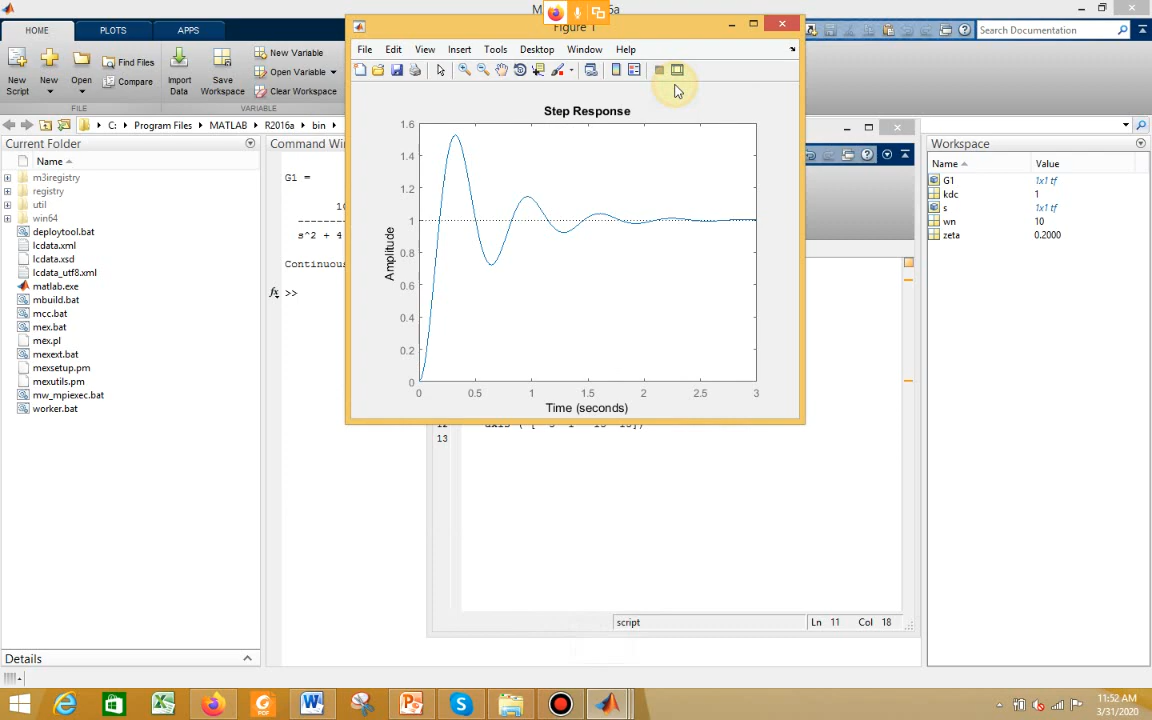 HOME
PLOTS
APPS
New Script
New
Open
Find Files
Compare
Import Data
Save Workspace
New Variable
Open Variable
Clear Workspace
FILE
VARIABLE
Search Documentation
C:
Program Files
MATLAB
R2016a
bin
Current Folder
Name
m3iregistry
registry
util
win64
deploytool.bat
lcdata.xml
lcdata.xsd
lcdata_utf8.xml
matlab.exe
mbuild.bat
mcc.bat
mex.bat
mex.pl
mexext.bat
mexsetup.pm
mexutils.pm
mw_mpiexec.bat
worker.bat
Details
Command Wi
G1 =
s^2 + 4
Continuous
fx >>
Figure 1
File Edit View Insert Tools Desktop Window Help
Step Response
Amplitude
1.6
1.4
1.2
1
0.8
0.6
0.4
0.2
0
0 0.5 1 1.5 2 2.5 3
Time (seconds)
13
script
Ln 11 Col 18
Workspace
Name Value
G1 1x1 tf
kdc 1
s 1x1 tf
wn 10
zeta 0.2000
11:52 AM
3/31/2020